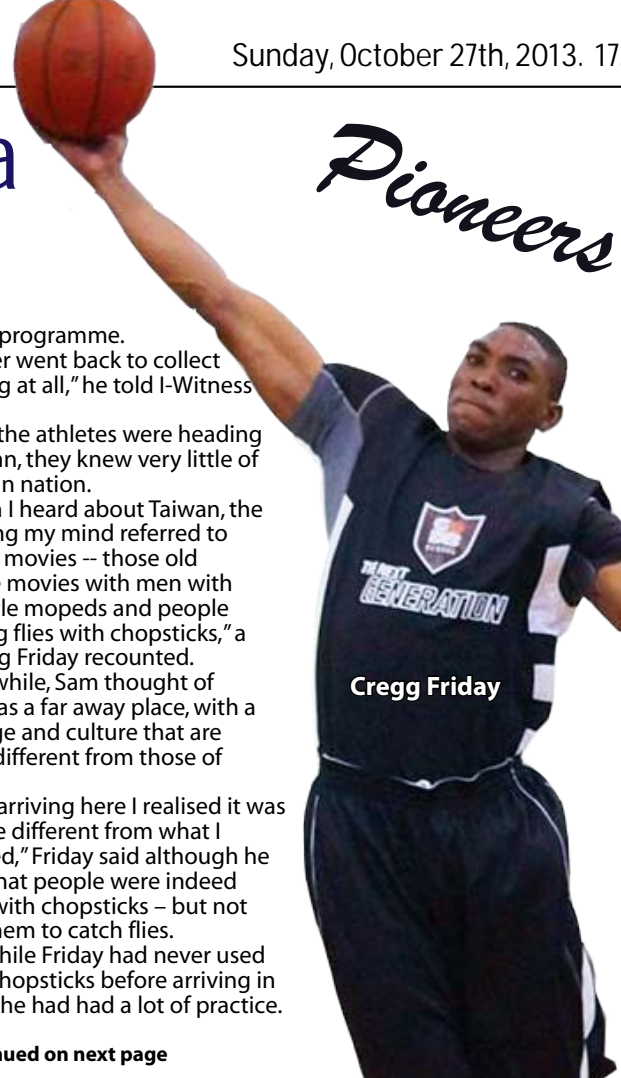 Sunday, October 27th, 2013. 17
a
Pioneers
programme.
er went back to collect
g at all," he told I-Witness
the athletes were heading
an, they knew very little of
n nation.
n I heard about Taiwan, the
ng my mind referred to
movies -- those old
e movies with men with
le mopeds and people
g flies with chopsticks," a
g Friday recounted.
while, Sam thought of
as a far away place, with a
ge and culture that are
different from those of
arriving here I realised it was
e different from what I
ed," Friday said although he
hat people were indeed
with chopsticks – but not
hem to catch flies.
hile Friday had never used
hopsticks before arriving in
he had had a lot of practice.
nued on next page
THE NEXT
GENERATION
Cregg Friday